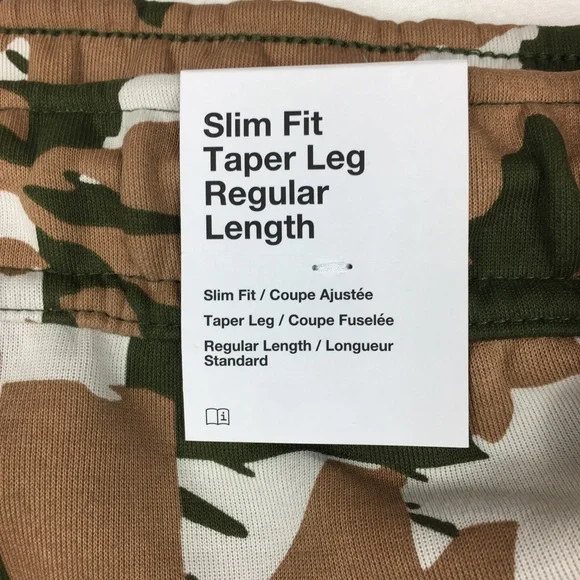 Slim Fit
Taper Leg
Regular
Length
Slim Fit / Coupe Ajustée
Taper Leg / Coupe Fuselée
Regular Length / Longueur
Standard
i